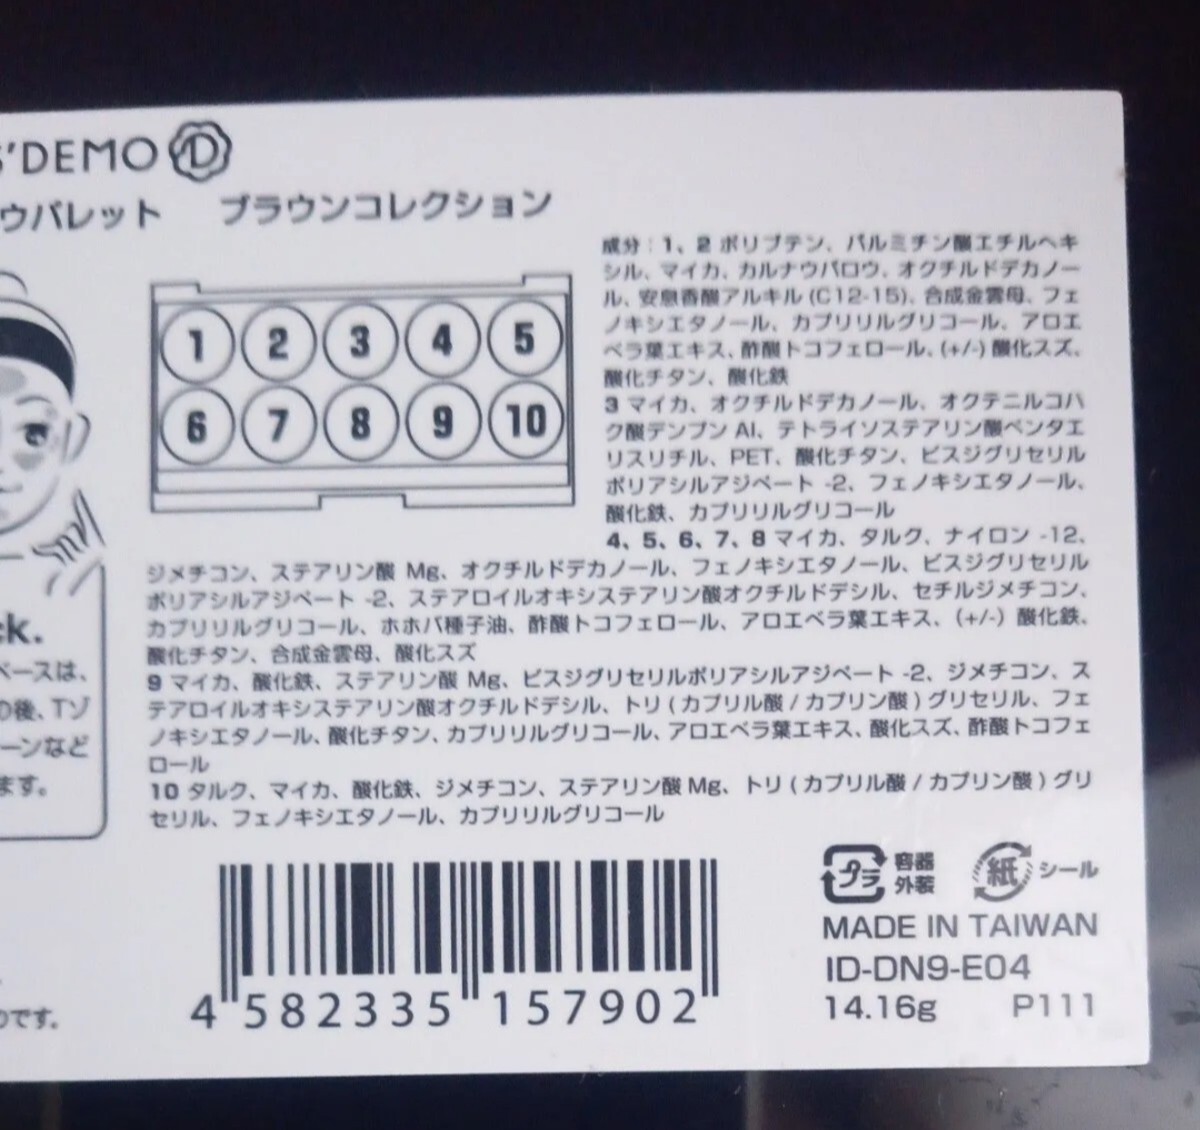 S'DEMO D
ウパレット ブラウンコレクション
成分：1、2 ポリブテン、パルミチン酸エチルヘキ
シル、マイカ、カルナウバロウ、オクチルドデカノー
ル、安息香酸アルキル (C12-15)、合成金雲母、フェ
ノキシエタノール、カプリリルグリコール、アロエ
ベラ葉エキス、酢酸トコフェロール、(+/-) 酸化スズ、
酸化チタン、酸化鉄
3 マイカ、オクチルドデカノール、オクテニルコハ
ク酸デンプン Al、テトライソステアリン酸ペンタエ
リスリチル、PET、酸化チタン、ビスジグリセリル
ポリアシルアジペート -2、フェノキシエタノール、
酸化鉄、カプリリルグリコール
4、5、6、7、8 マイカ、タルク、ナイロン -12、
ジメチコン、ステアリン酸 Mg、オクチルドデカノール、フェノキシエタノール、ビスジグリセリル
ポリアシルアジペート -2、ステアロイルオキシステアリン酸オクチルドデシル、セチルジメチコン、
カプリリルグリコール、ホホバ種子油、酢酸トコフェロール、アロエベラ葉エキス、(+/-) 酸化鉄、
酸化チタン、合成金雲母、酸化スズ
9 マイカ、酸化鉄、ステアリン酸 Mg、ビスジグリセリルポリアシルアジペート -2、ジメチコン、ス
テアロイルオキシステアリン酸オクチルドデシル、トリ ( カプリル酸 / カプリン酸 ) グリセリル、フェ
ノキシエタノール、酸化チタン、カプリリルグリコール、アロエベラ葉エキス、酸化スズ、酢酸トコフェ
ロール
10 タルク、マイカ、酸化鉄、ジメチコン、ステアリン酸 Mg、トリ ( カプリル酸 / カプリン酸 ) グリ
セリル、フェノキシエタノール、カプリリルグリコール
1 2 3 4 5
6 7 8 9 10
ck.
ベースは、
の後、Tゾ
ーンなど
ます。
のです。
4 582335 157902
プラ 容器
外装
紙 シール
MADE IN TAIWAN
ID-DN9-E04
14.16g P111